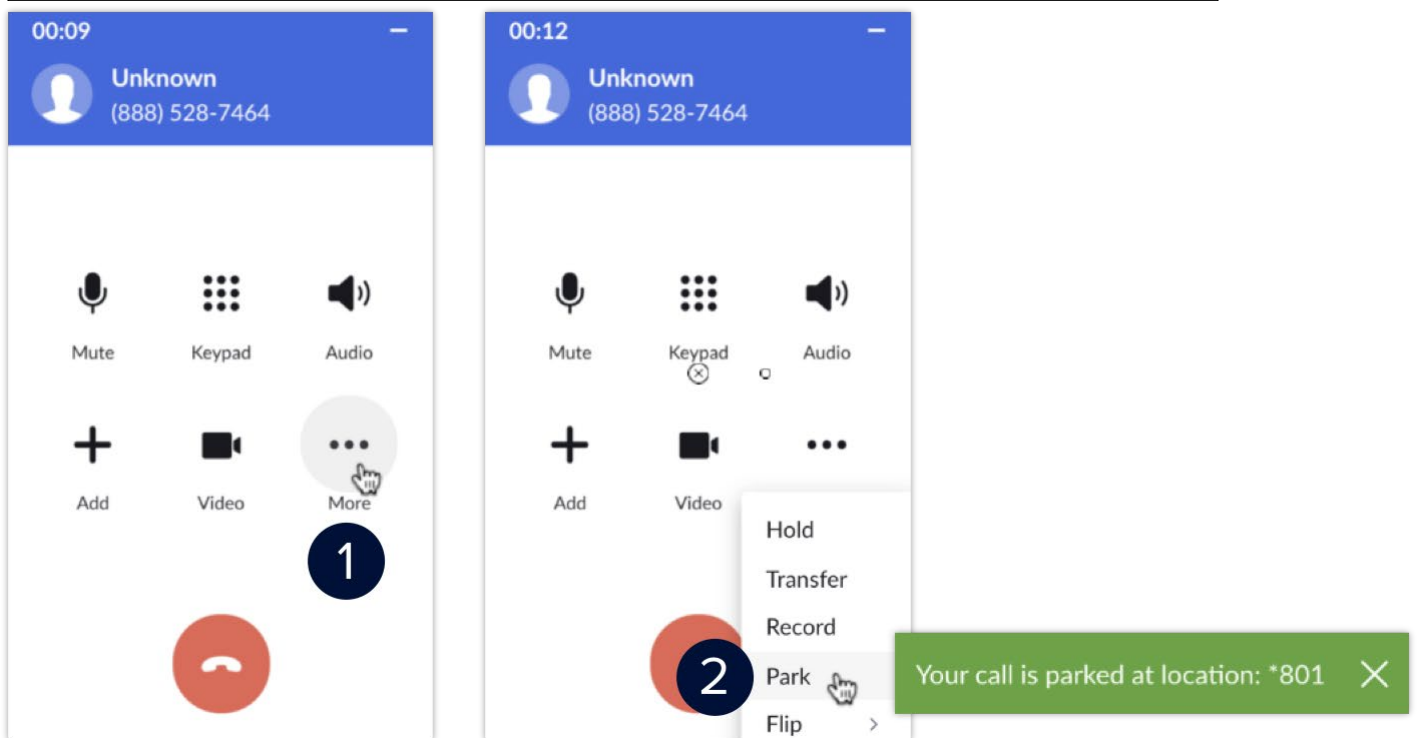 00:09
Unknown
(888) 528-7464
Mute Keypad Audio
Add Video More
1
00:12
Unknown
(888) 528-7464
Mute Keypad Audio
Add Video
Hold
Transfer
Record
2
Park
Flip >
Your call is parked at location: *801